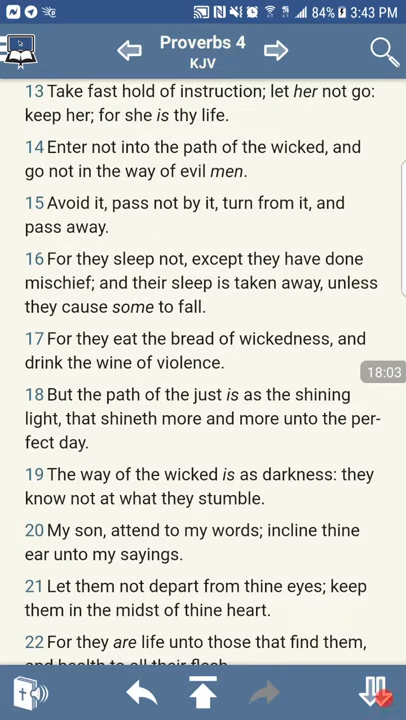 84% 3:43 PM
Proverbs 4
KJV
13 Take fast hold of instruction; let her not go:
keep her; for she is thy life.
14 Enter not into the path of the wicked, and
go not in the way of evil men.
15 Avoid it, pass not by it, turn from it, and
pass away.
16 For they sleep not, except they have done
mischief; and their sleep is taken away, unless
they cause some to fall.
17 For they eat the bread of wickedness, and
drink the wine of violence.
18:03
18 But the path of the just is as the shining
light, that shineth more and more unto the per-
fect day.
19 The way of the wicked is as darkness: they
know not at what they stumble.
20 My son, attend to my words; incline thine
ear unto my sayings.
21 Let them not depart from thine eyes; keep
them in the midst of thine heart.
22 For they are life unto those that find them,
and health to all their flesh.